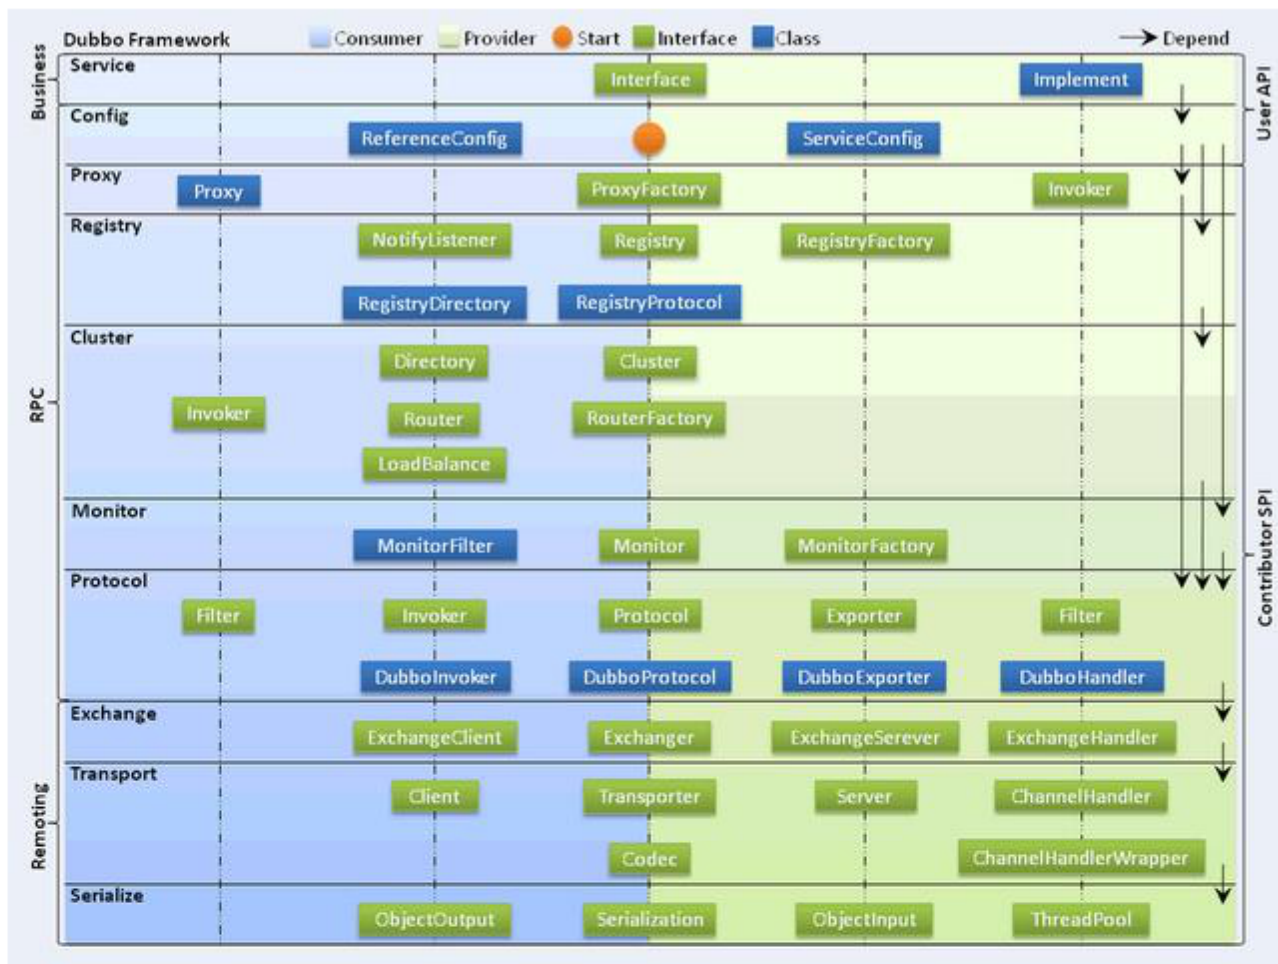 Dubbo Framework Consumer Provider Start Interface Class Depend
Business
User API
Service
Interface Implement
Config
ReferenceConfig ServiceConfig
Proxy
Proxy ProxyFactory Invoker
Registry
NotifyListener Registry RegistryFactory
RegistryDirectory RegistryProtocol
RPC
Contributor SPI
Cluster
Directory Cluster
Invoker Router RouterFactory
LoadBalance
Monitor
MonitorFilter Monitor MonitorFactory
Protocol
Filter Invoker Protocol Exporter Filter
DubboInvoker DubboProtocol DubboExporter DubboHandler
Remoting
Exchange
ExchangeClient Exchanger ExchangeSerever ExchangeHandler
Transport
Client Transporter Server ChannelHandler
Codec ChannelHandlerWrapper
Serialize
ObjectOutput Serialization ObjectInput ThreadPool